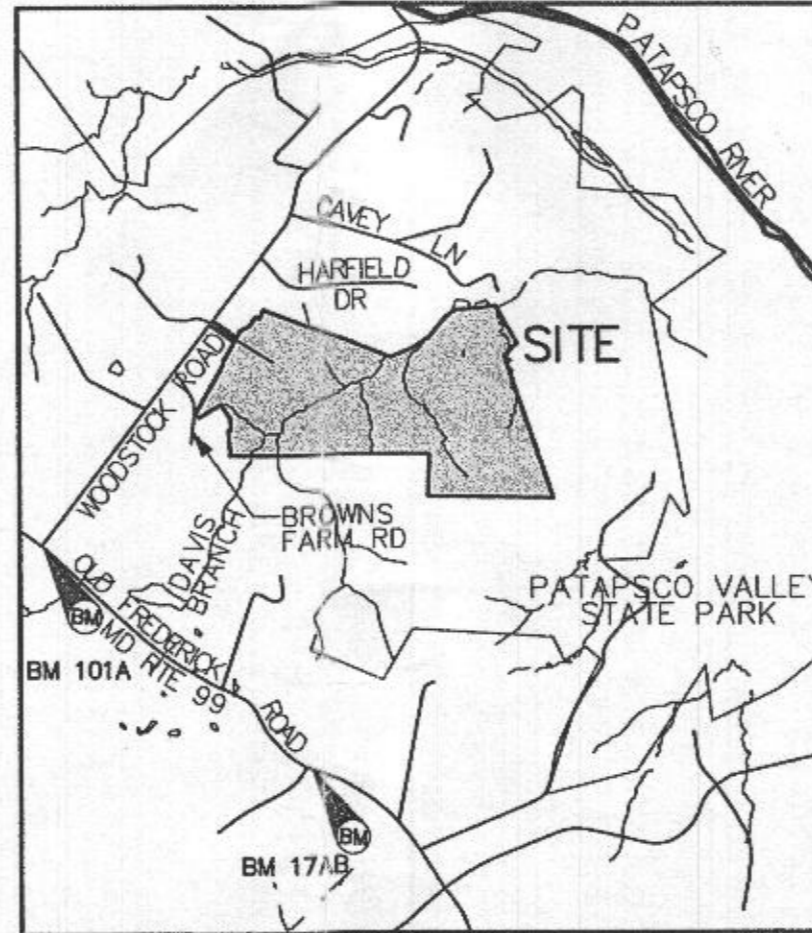 PATAPSCO RIVER
CAVEY LN
HARFIELD
DR
SITE
WOODSTOCK ROAD
BROWNS
FARM RD
DAVIS
BRANCH
PATAPSCO VALLEY
STATE PARK
OLD FREDERICK ROAD
MD RTE 99
BM
BM 101A
BM
BM 17AB